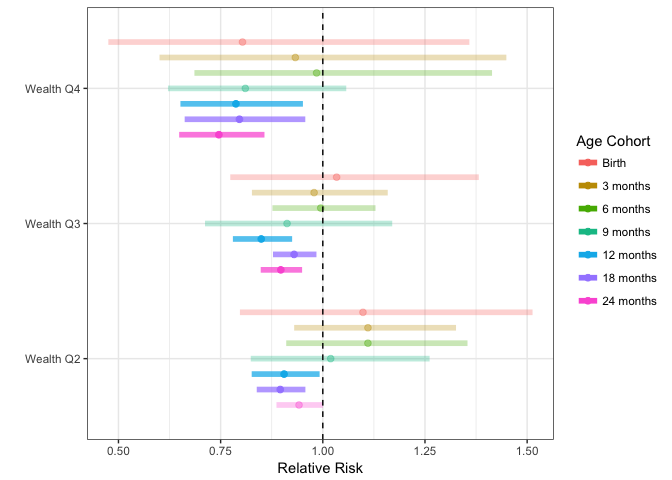 Wealth Q4
Wealth Q3
Wealth Q2
0.50 0.75 1.00 1.25 1.50
Relative Risk
Age Cohort
Birth
3 months
6 months
9 months
12 months
18 months
24 months